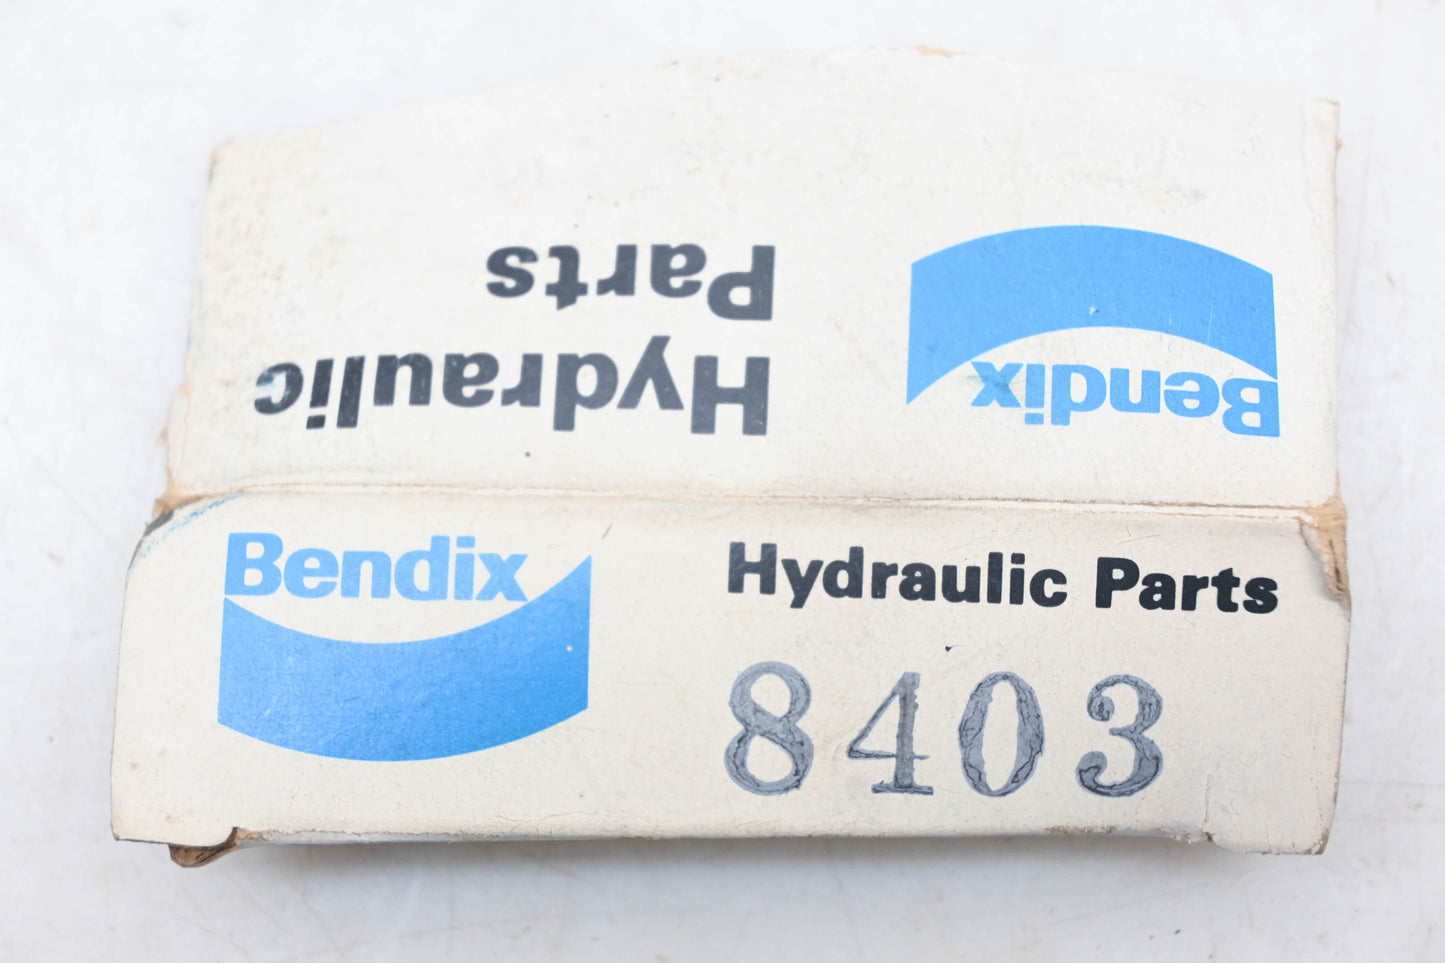 Hydraulic
Parts
Bendix
Bendix
Hydraulic Parts
8403